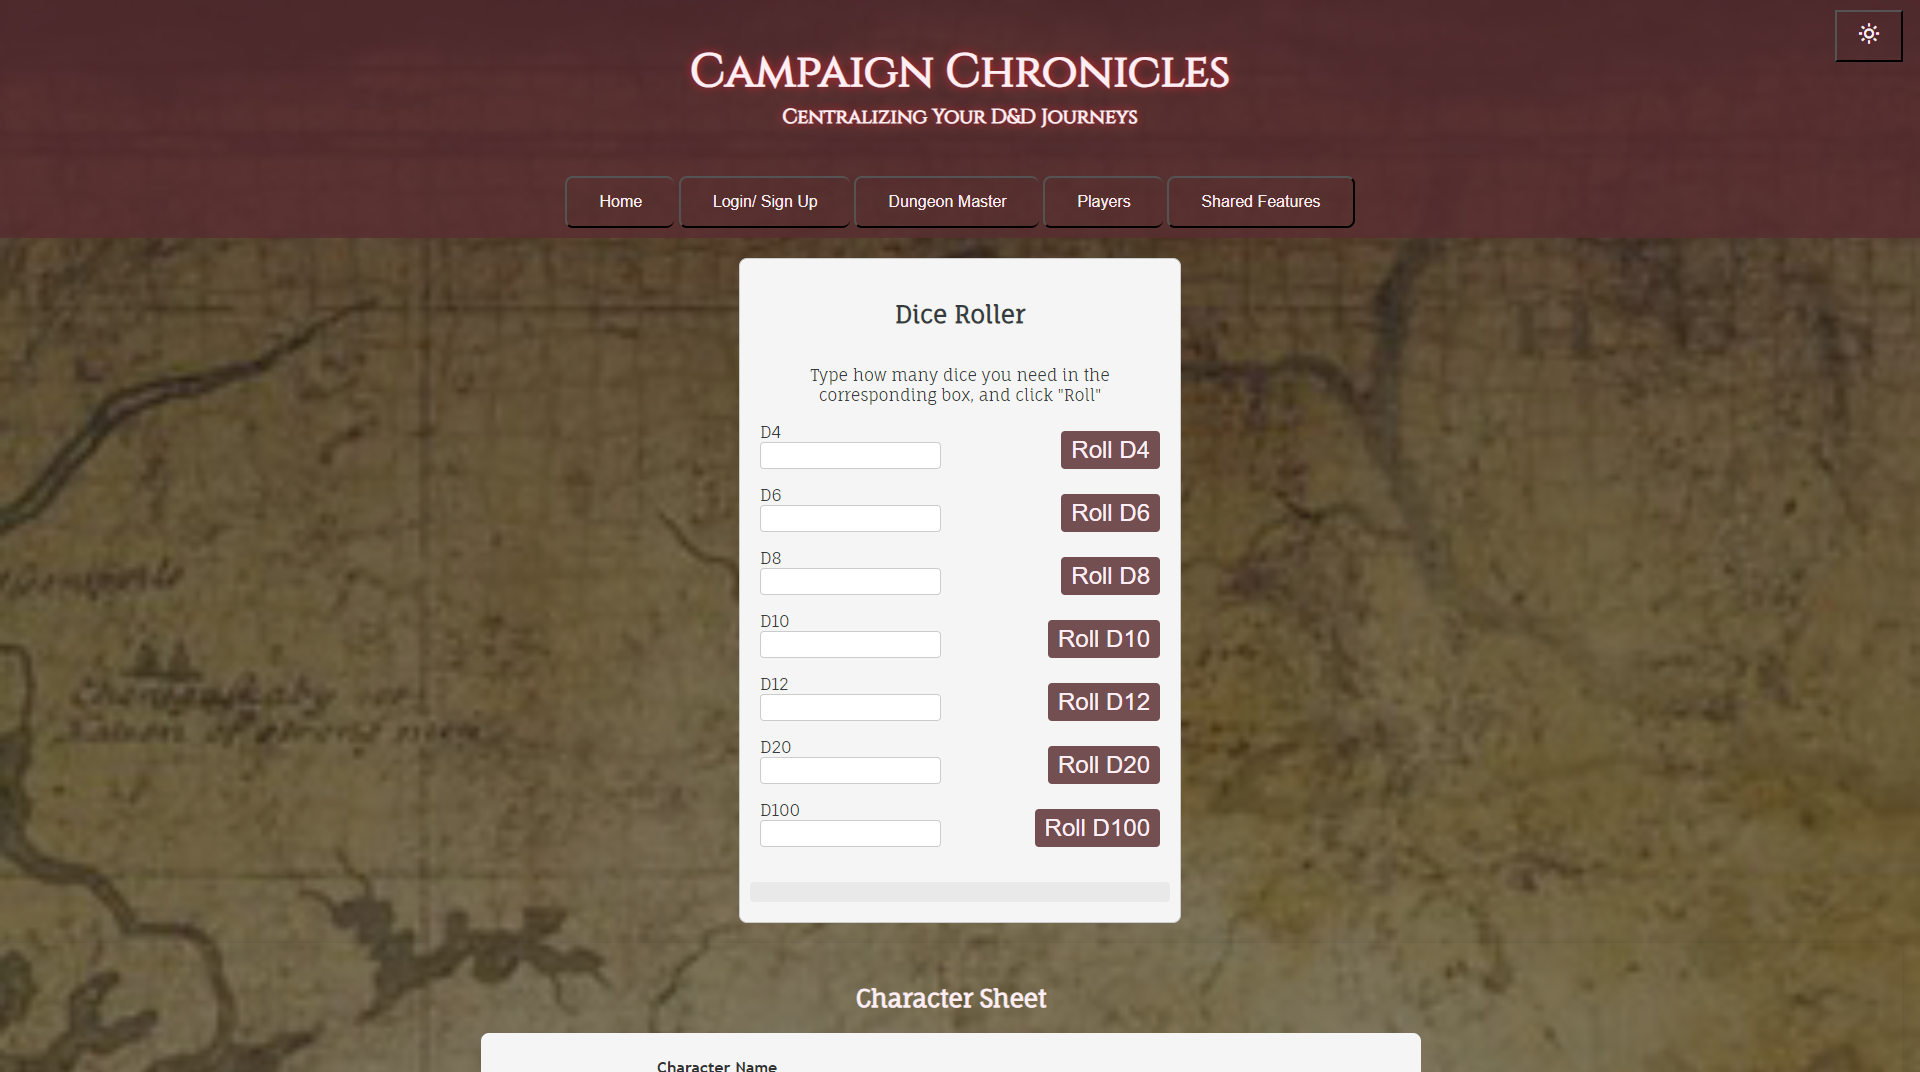 Campaign Chronicles
Centralizing Your D&D Journeys
Home
Login/ Sign Up
Dungeon Master
Players
Shared Features
Dice Roller
Type how many dice you need in the
corresponding box, and click "Roll"
D4
Roll D4
D6
Roll D6
D8
Roll D8
D10
Roll D10
D12
Roll D12
D20
Roll D20
D100
Roll D100
Character Sheet
Character Name